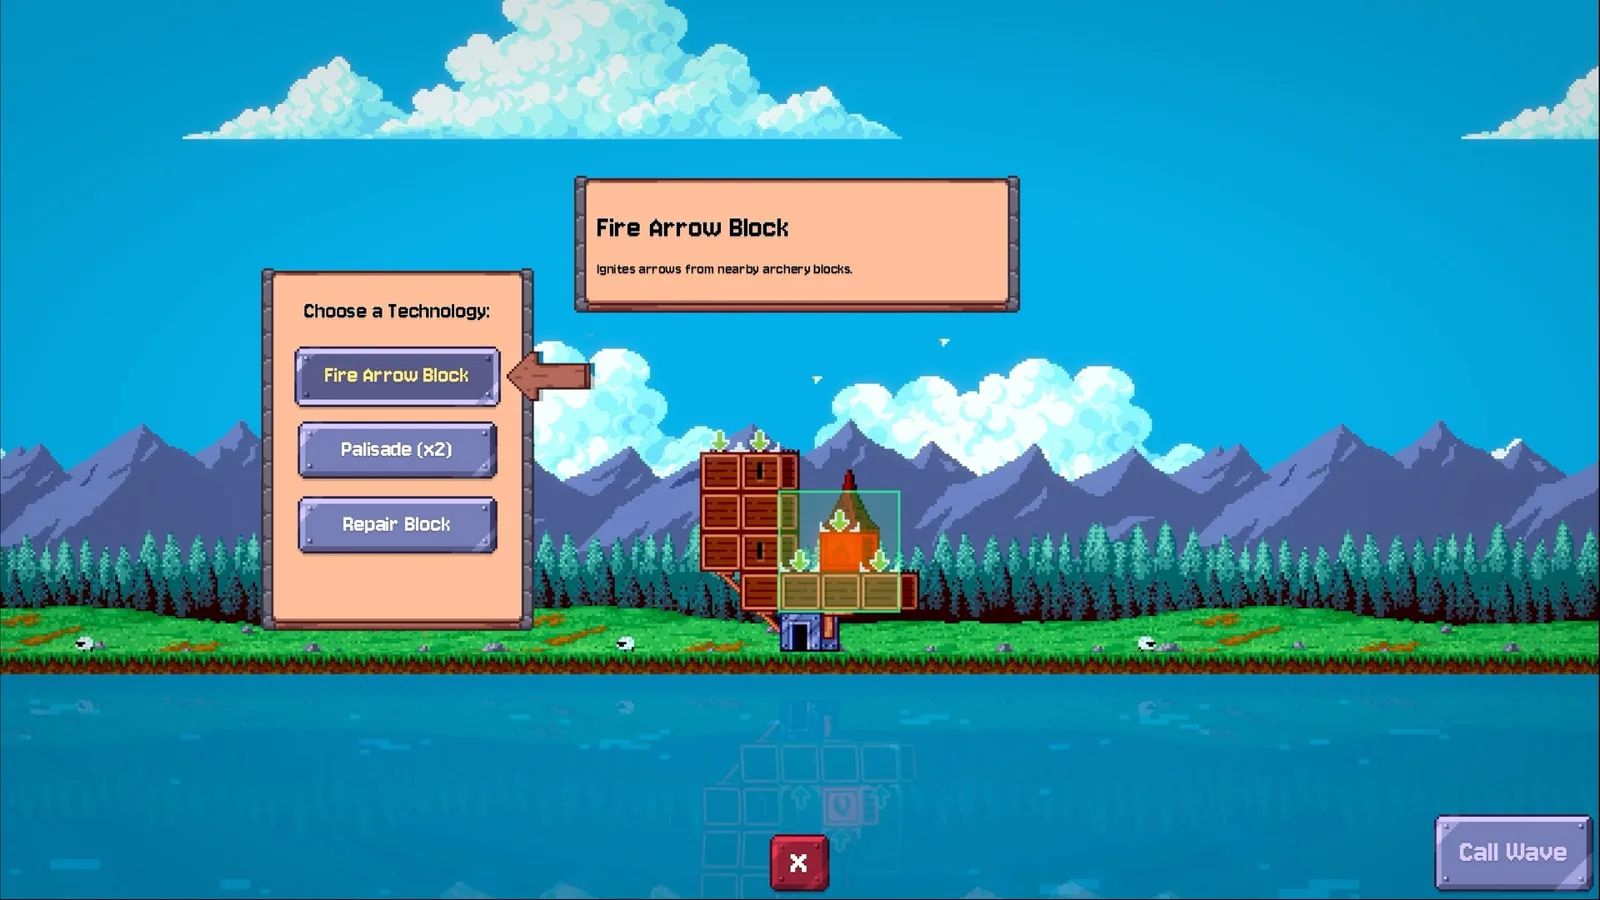 Fire Arrow Block
Ignites arrows from nearby archery blocks.
Choose a Technology:
Fire Arrow Block
Palisade (x2)
Repair Block
X
Call Wave